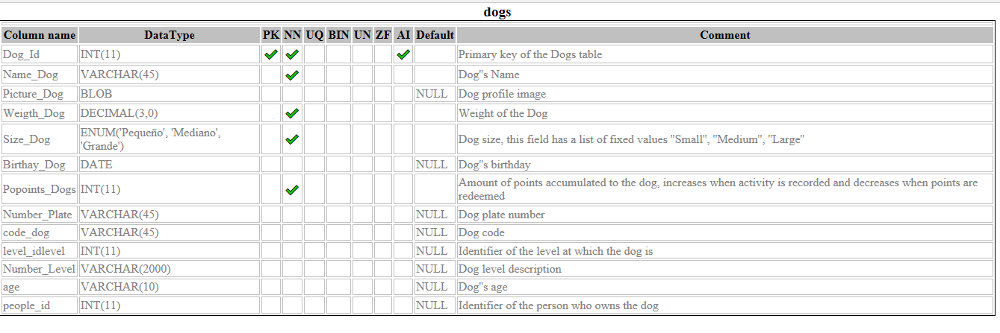 dogs
Column name DataType PK NN UQ BIN UN ZF AI Default Comment
Dog_Id INT(11) Primary key of the Dogs table
Name_Dog VARCHAR(45) Dog"s Name
Picture_Dog BLOB NULL Dog profile image
Weigth_Dog DECIMAL(3,0) Weight of the Dog
Size_Dog ENUM('Pequeño', 'Mediano', 'Grande') Dog size, this field has a list of fixed values "Small", "Medium", "Large"
Birthay_Dog DATE NULL Dog"s birthday
Popoints_Dogs INT(11) Amount of points accumulated to the dog, increases when activity is recorded and decreases when points are redeemed
Number_Plate VARCHAR(45) NULL Dog plate number
code_dog VARCHAR(45) NULL Dog code
level_idlevel INT(11) NULL Identifier of the level at which the dog is
Number_Level VARCHAR(2000) NULL Dog level description
age VARCHAR(10) NULL Dog"s age
people_id INT(11) NULL Identifier of the person who owns the dog